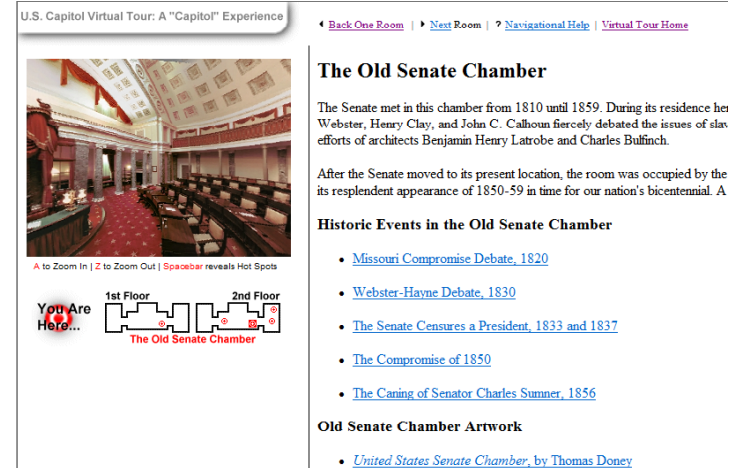 U.S. Capitol Virtual Tour: A "Capitol" Experience
Back One Room | Next Room | ? Navigational Help | Virtual Tour Home
The Old Senate Chamber
The Senate met in this chamber from 1810 until 1859. During its residence her
Webster, Henry Clay, and John C. Calhoun fiercely debated the issues of slav
efforts of architects Benjamin Henry Latrobe and Charles Bulfinch.
After the Senate moved to its present location, the room was occupied by the
its resplendent appearance of 1850-59 in time for our nation's bicentennial. A
A to Zoom In | Z to Zoom Out | Spacebar reveals Hot Spots
You Are
Here...
1st Floor
2nd Floor
The Old Senate Chamber
Historic Events in the Old Senate Chamber
Missouri Compromise Debate, 1820
Webster-Hayne Debate, 1830
The Senate Censures a President, 1833 and 1837
The Compromise of 1850
The Caning of Senator Charles Sumner, 1856
Old Senate Chamber Artwork
United States Senate Chamber, by Thomas Doney